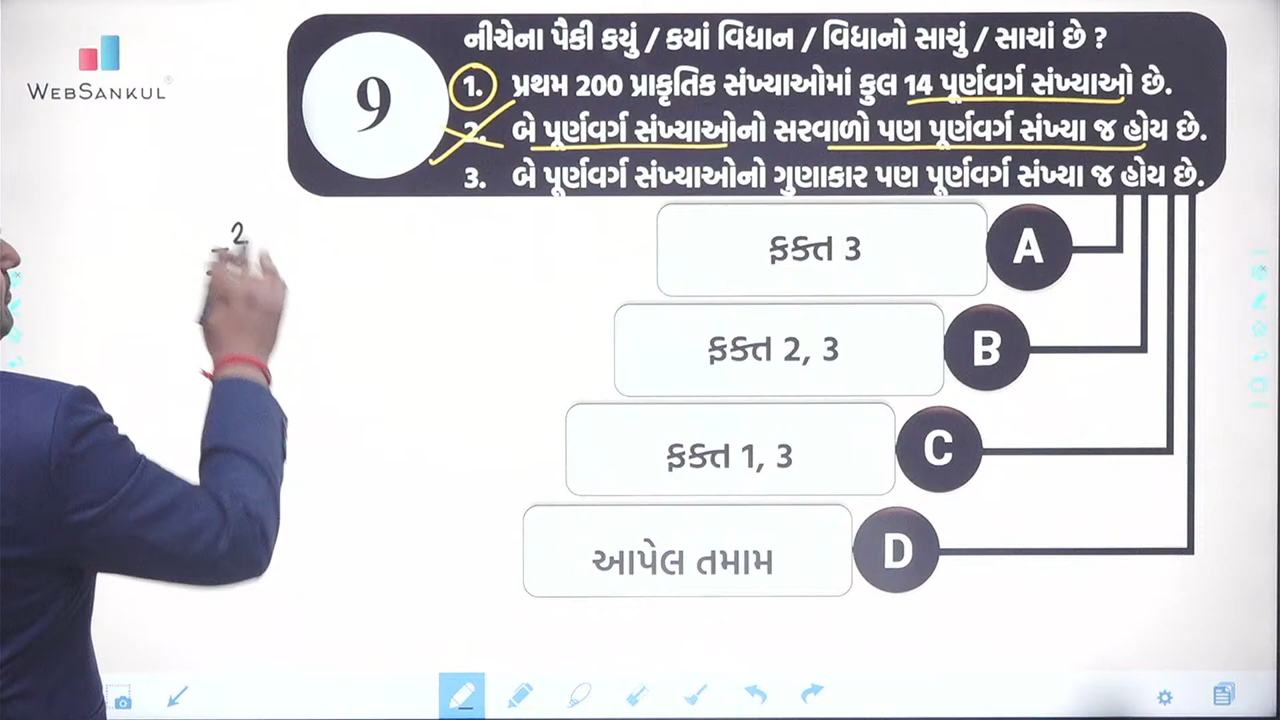 WEBSANKUL
9
નીચેના પૈકી કયું / કયાં વિધાન / વિધાનો સાચું / સાચાં છે ?
1. પ્રથમ 200 પ્રાકૃતિક સંખ્યાઓમાં કુલ 14 પૂર્ણવર્ગ સંખ્યાઓ છે.
2. બે પૂર્ણવર્ગ સંખ્યાઓનો સરવાળો પણ પૂર્ણવર્ગ સંખ્યા જ હોય છે.
3. બે પૂર્ણવર્ગ સંખ્યાઓનો ગુણાકાર પણ પૂર્ણવર્ગ સંખ્યા જ હોય છે.
2
ફક્ત 3 A
ફક્ત 2, 3 B
ફક્ત 1, 3 C
આપેલ તમામ D